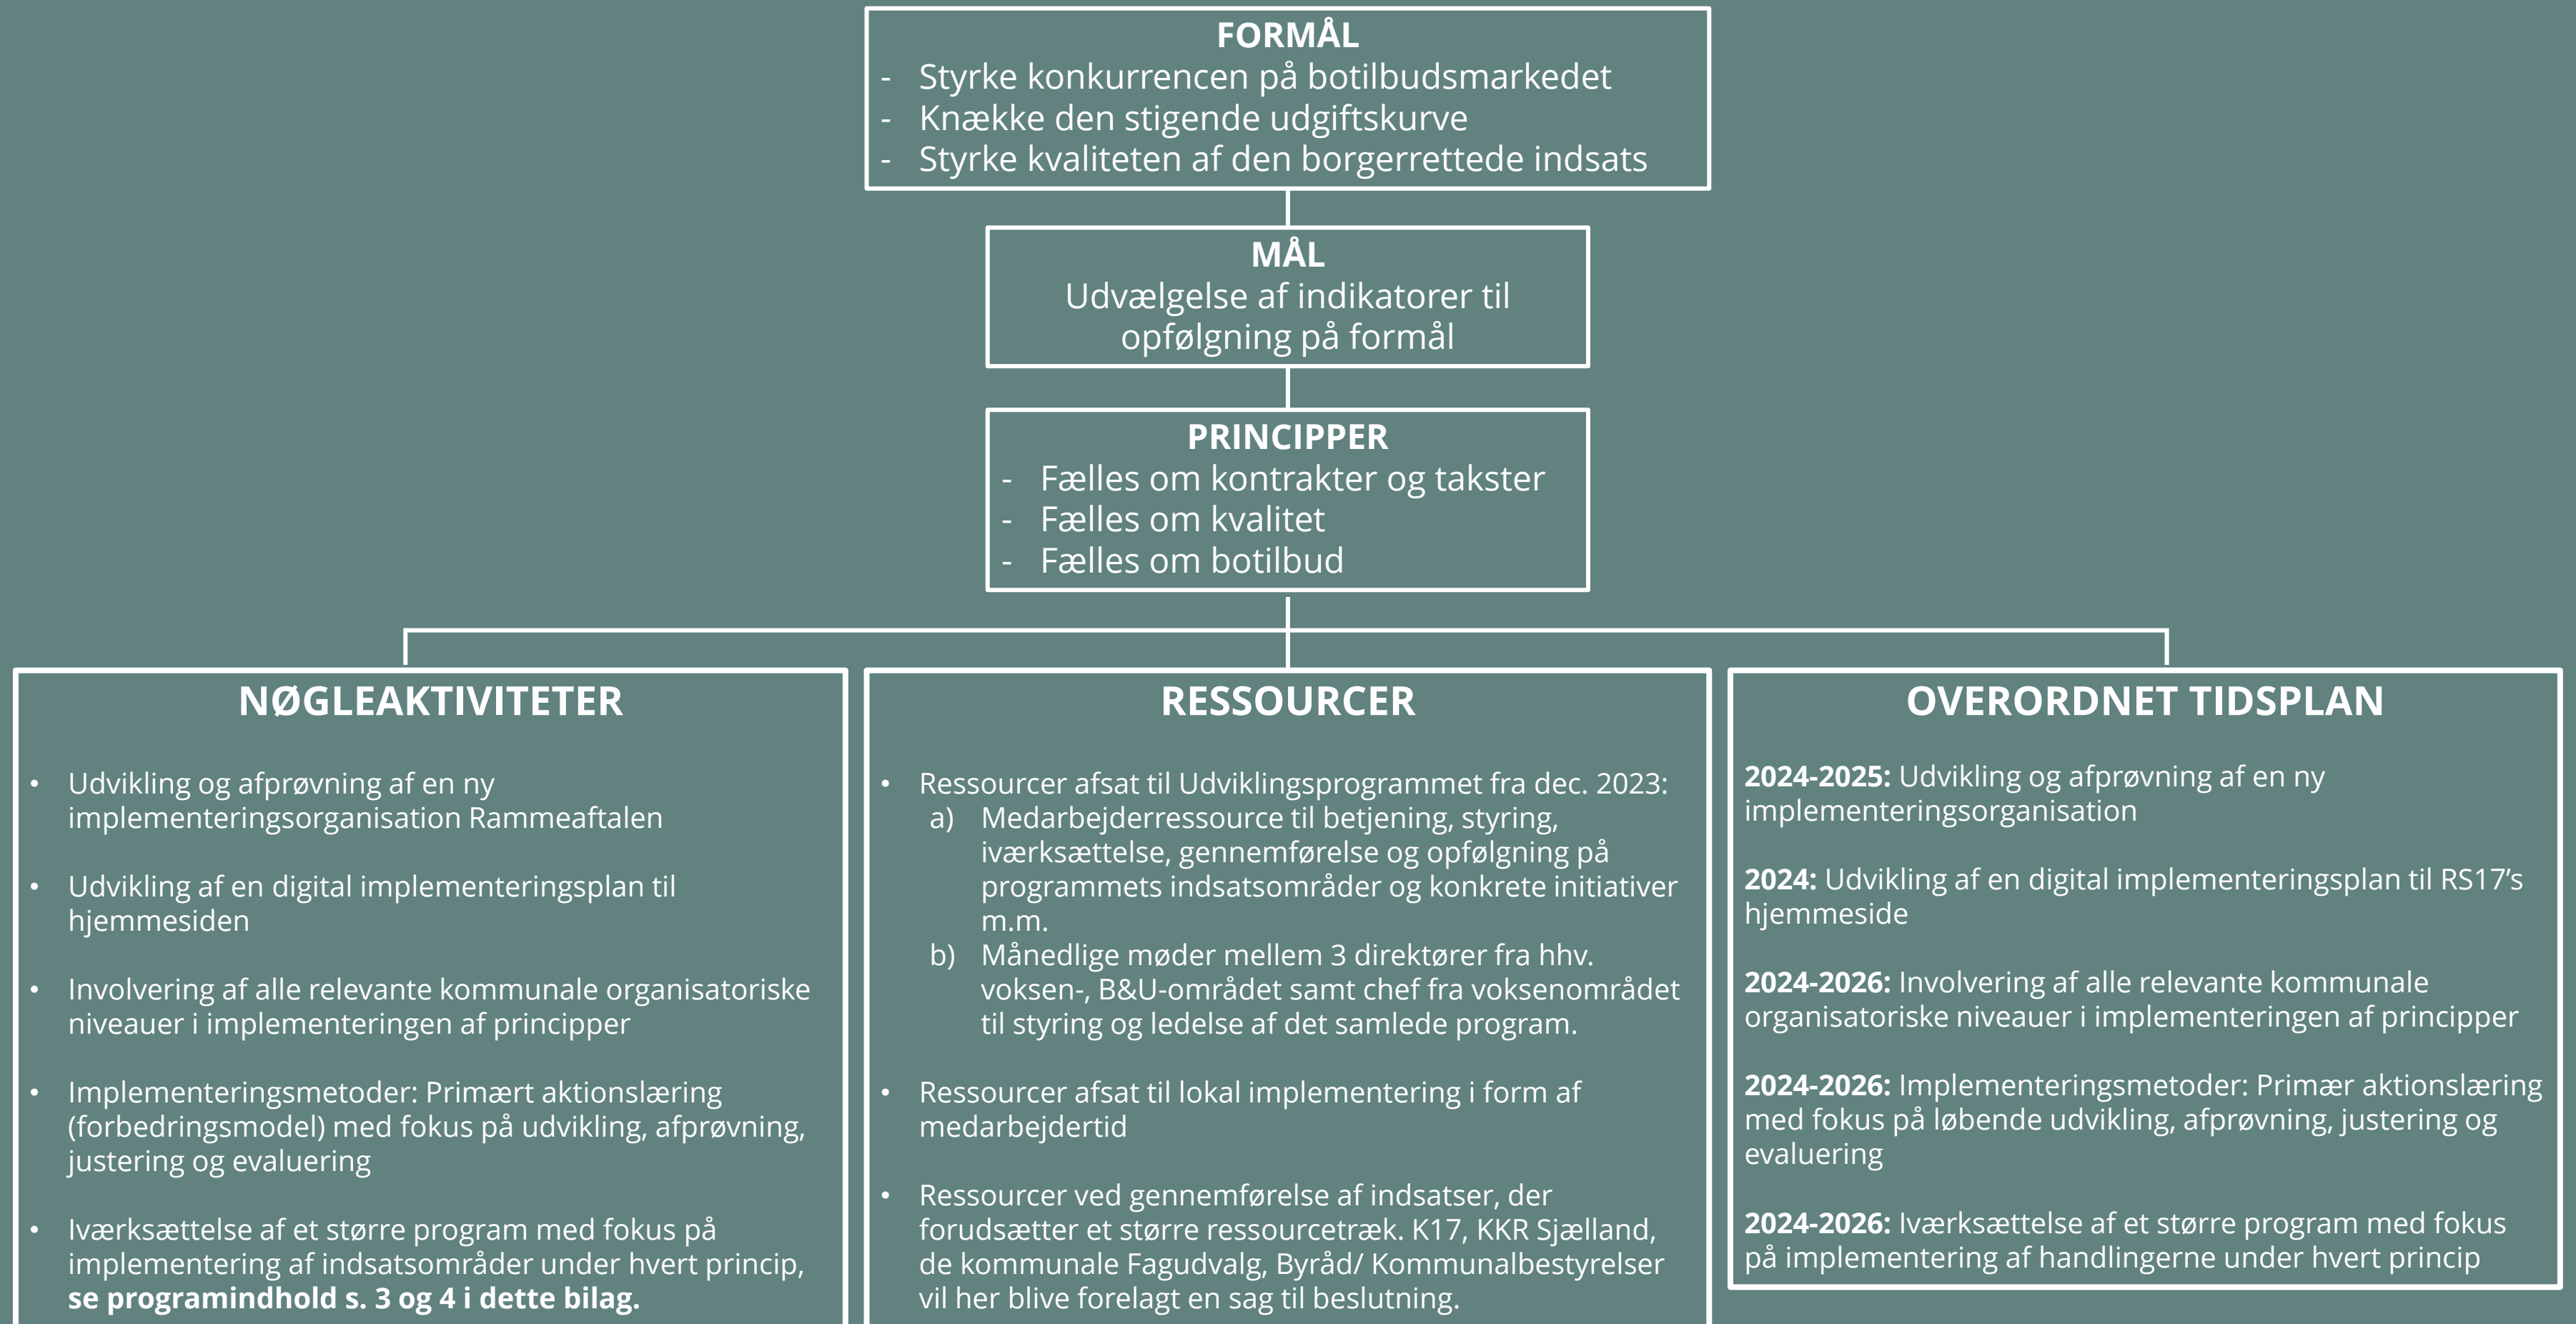 FORMÅL
- Styrke konkurrencen på botilbudsmarkedet
- Knække den stigende udgiftskurve
- Styrke kvaliteten af den borgerrettede indsats
MÅL
Udvælgelse af indikatorer til
opfølgning på formål
PRINCIPPER
- Fælles om kontrakter og takster
- Fælles om kvalitet
- Fælles om botilbud
NØGLEAKTIVITETER
• Udvikling og afprøvning af en ny
implementeringsorganisation Rammeaftalen
• Udvikling af en digital implementeringsplan til
hjemmesiden
• Involvering af alle relevante kommunale organisatoriske
niveauer i implementeringen af principper
• Implementeringsmetoder: Primært aktionslæring
(forbedringsmodel) med fokus på udvikling, afprøvning,
justering og evaluering
• Iværksættelse af et større program med fokus på
implementering af indsatsområder under hvert princip,
se programindhold s. 3 og 4 i dette bilag.
RESSOURCER
• Ressourcer afsat til Udviklingsprogrammet fra dec. 2023:
a) Medarbejderressource til betjening, styring,
iværksættelse, gennemførelse og opfølgning på
programmets indsatsområder og konkrete initiativer
m.m.
b) Månedlige møder mellem 3 direktører fra hhv.
voksen-, B&U-området samt chef fra voksenområdet
til styring og ledelse af det samlede program.
• Ressourcer afsat til lokal implementering i form af
medarbejdertid
• Ressourcer ved gennemførelse af indsatser, der
forudsætter et større ressourcetræk. K17, KKR Sjælland,
de kommunale Fagudvalg, Byråd/ Kommunalbestyrelser
vil her blive forelagt en sag til beslutning.
OVERORDNET TIDSPLAN
2024-2025: Udvikling og afprøvning af en ny
implementeringsorganisation
2024: Udvikling af en digital implementeringsplan til RS17’s
hjemmeside
2024-2026: Involvering af alle relevante kommunale
organisatoriske niveauer i implementeringen af principper
2024-2026: Implementeringsmetoder: Primær aktionslæring
med fokus på løbende udvikling, afprøvning, justering og
evaluering
2024-2026: Iværksættelse af et større program med fokus
på implementering af handlingerne under hvert princip